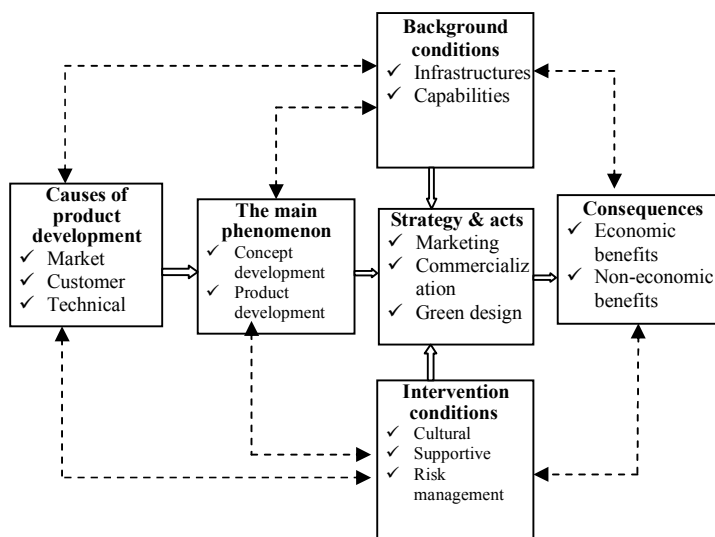 Background
conditions
✓ Infrastructures
✓ Capabilities
Causes of
product
development
✓ Market
✓ Customer
✓ Technical
The main
phenomenon
✓ Concept
development
✓ Product
development
Strategy & acts
✓ Marketing
✓ Commercializ
ation
✓ Green design
Consequences
✓ Economic
benefits
✓ Non-economic
benefits
Intervention
conditions
✓ Cultural
✓ Supportive
✓ Risk
management